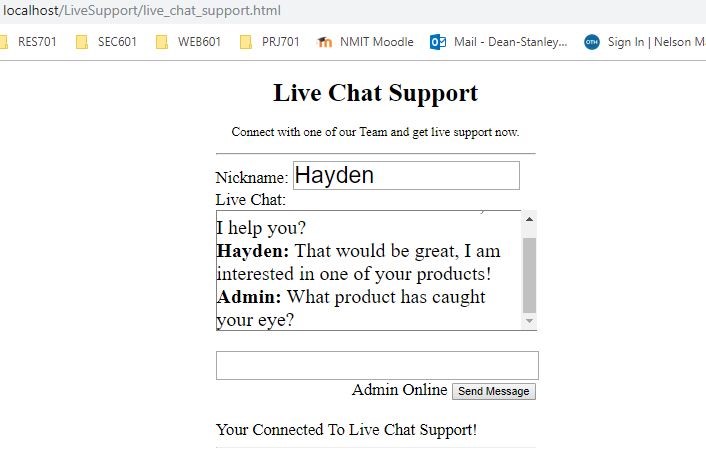 localhost/LiveSupport/live_chat_support.html
RES701 SEC601 WEB601 PRJ701 NMIT Moodle Mail - Dean-Stanley... Sign In | Nelson M
Live Chat Support
Connect with one of our Team and get live support now.
Nickname: Hayden
Live Chat:
I help you?
Hayden: That would be great, I am
interested in one of your products!
Admin: What product has caught
your eye?
Admin Online Send Message
Your Connected To Live Chat Support!